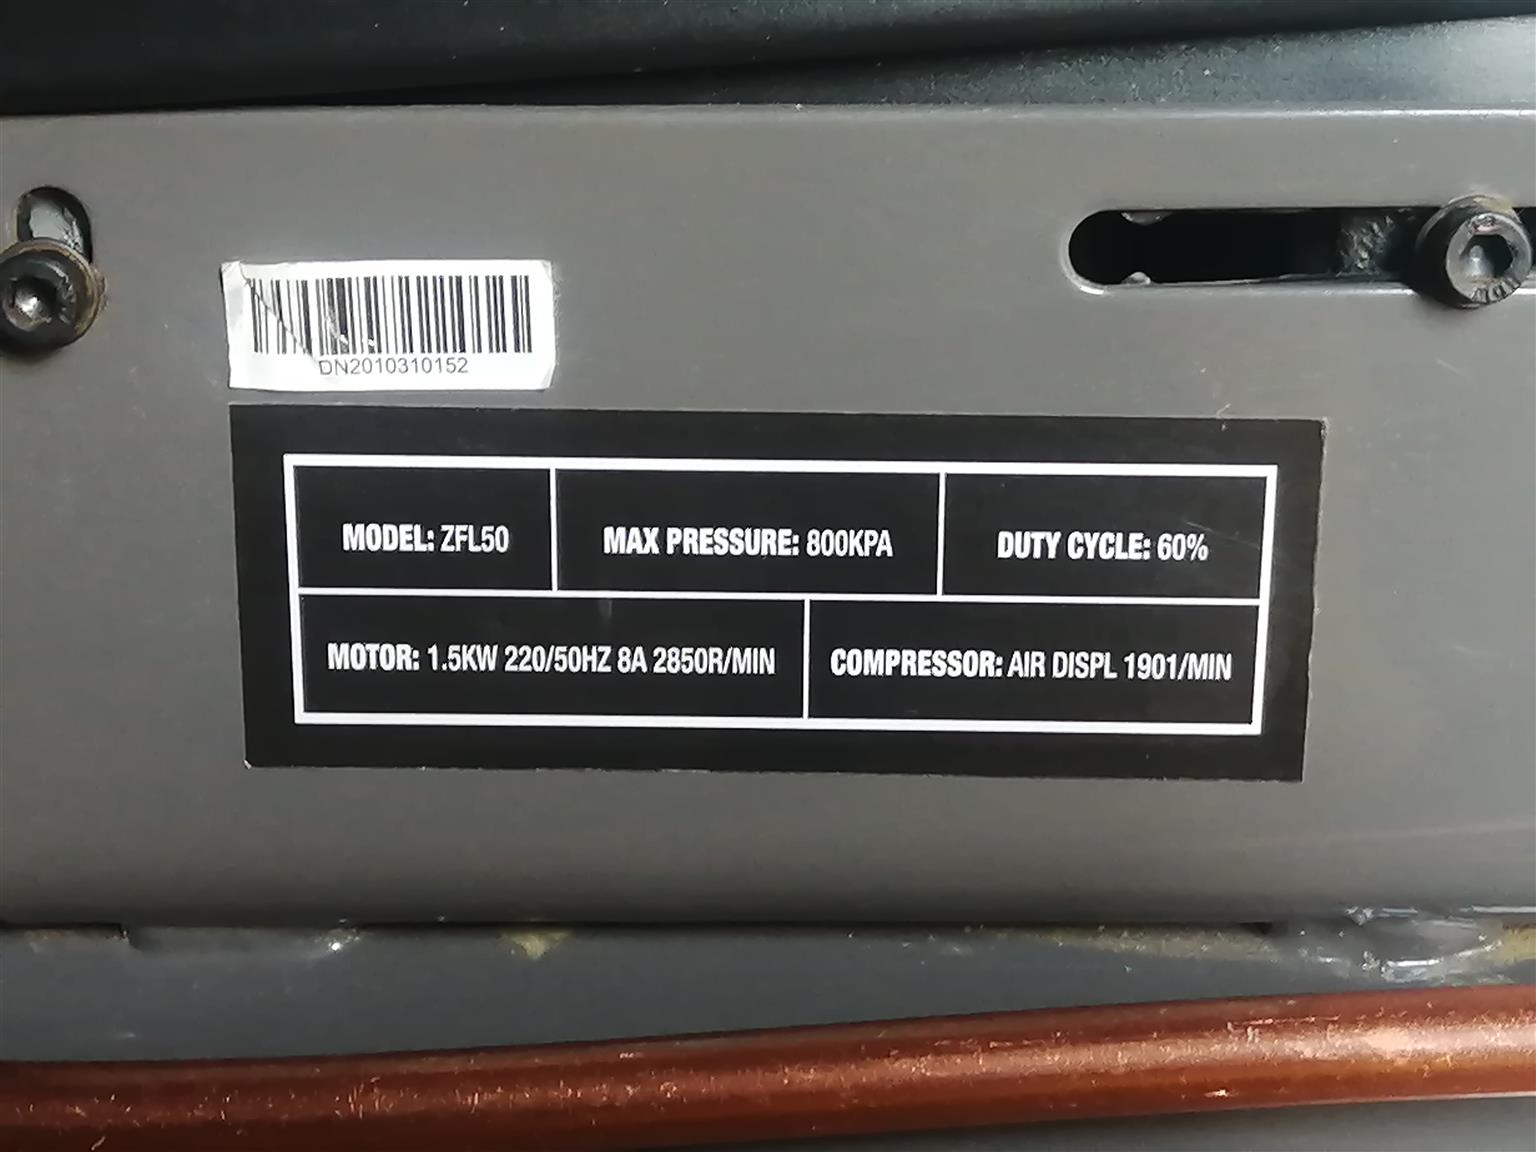 DN2010310152
MODEL: ZFL50
MAX PRESSURE: 800KPA
DUTY CYCLE: 60%
MOTOR: 1.5KW 220/50HZ 8A 2850R/MIN
COMPRESSOR: AIR DISPL 1901/MIN